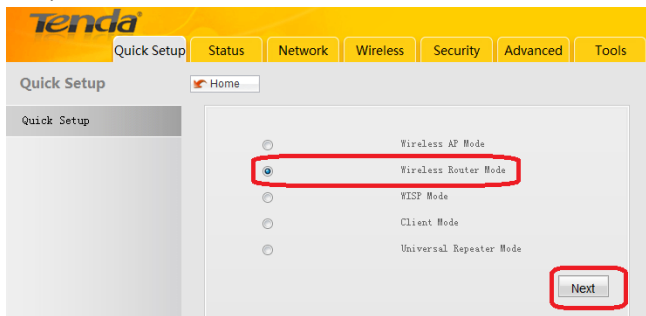 Tenda
Quick Setup Status Network Wireless Security Advanced Tools
Quick Setup Home
Quick Setup
Wireless AP Mode
Wireless Router Mode
WISP Mode
Client Mode
Universal Repeater Mode
Next